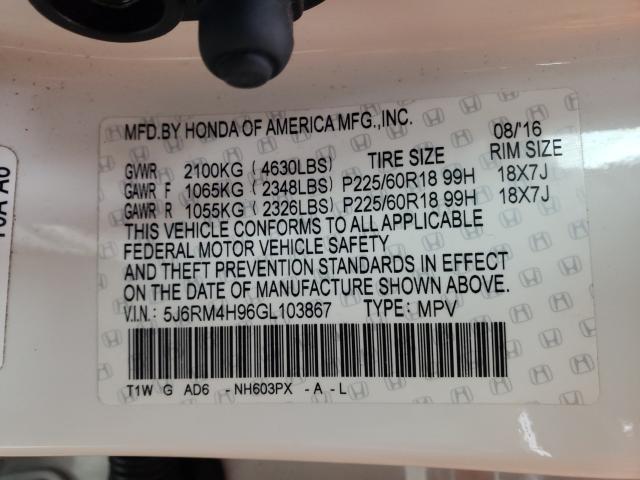 MFD.BY HONDA OF AMERICA MFG.,INC. 08/'16
GVWR 2100KG ( 4630LBS) TIRE SIZE RIM SIZE
GAWR F 1065KG ( 2348LBS) P225/60R18 99H 18X7J
GAWR R 1055KG ( 2326LBS) P225/60R18 99H 18X7J
THIS VEHICLE CONFORMS TO ALL APPLICABLE
FEDERAL MOTOR VEHICLE SAFETY
AND THEFT PREVENTION STANDARDS IN EFFECT
ON THE DATE OF MANUFACTURE SHOWN ABOVE.
V.I.N.: 5J6RM4H96GL103867 TYPE: MPV
T1W G AD6 -NH603PX -A-L